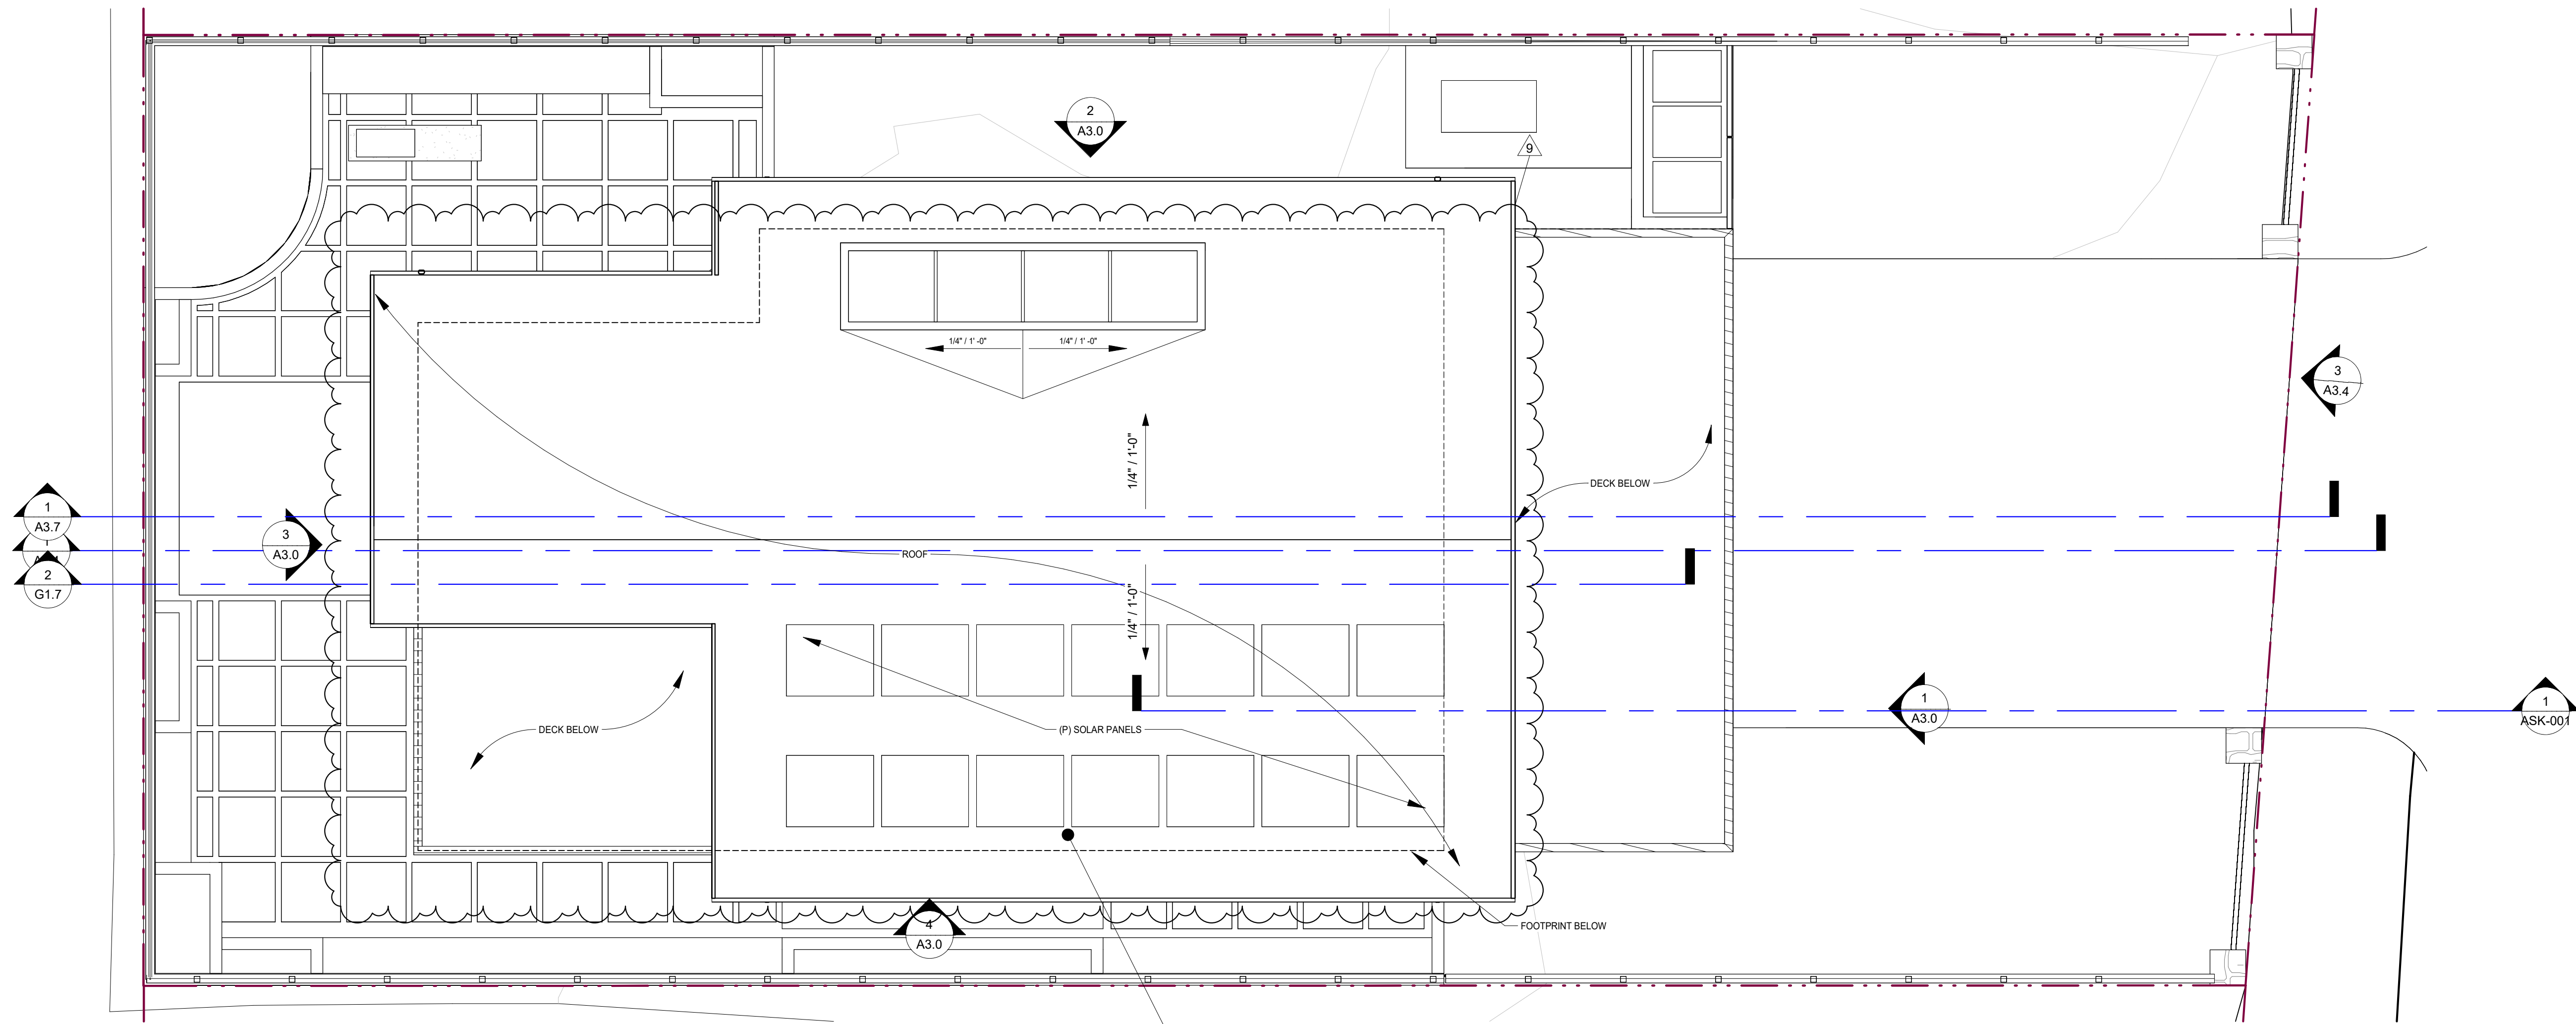 2
A3.0
9
1/4" / 1' -0"
1/4" / 1' -0"
3
A3.4
1/4" / 1'-0"
DECK BELOW
1
A3.7
3
A3.0
ROOF
2
G1.7
1/4" / 1'-0"
1
A3.0
1
ASK-001
DECK BELOW
(P) SOLAR PANELS
4
A3.0
FOOTPRINT BELOW